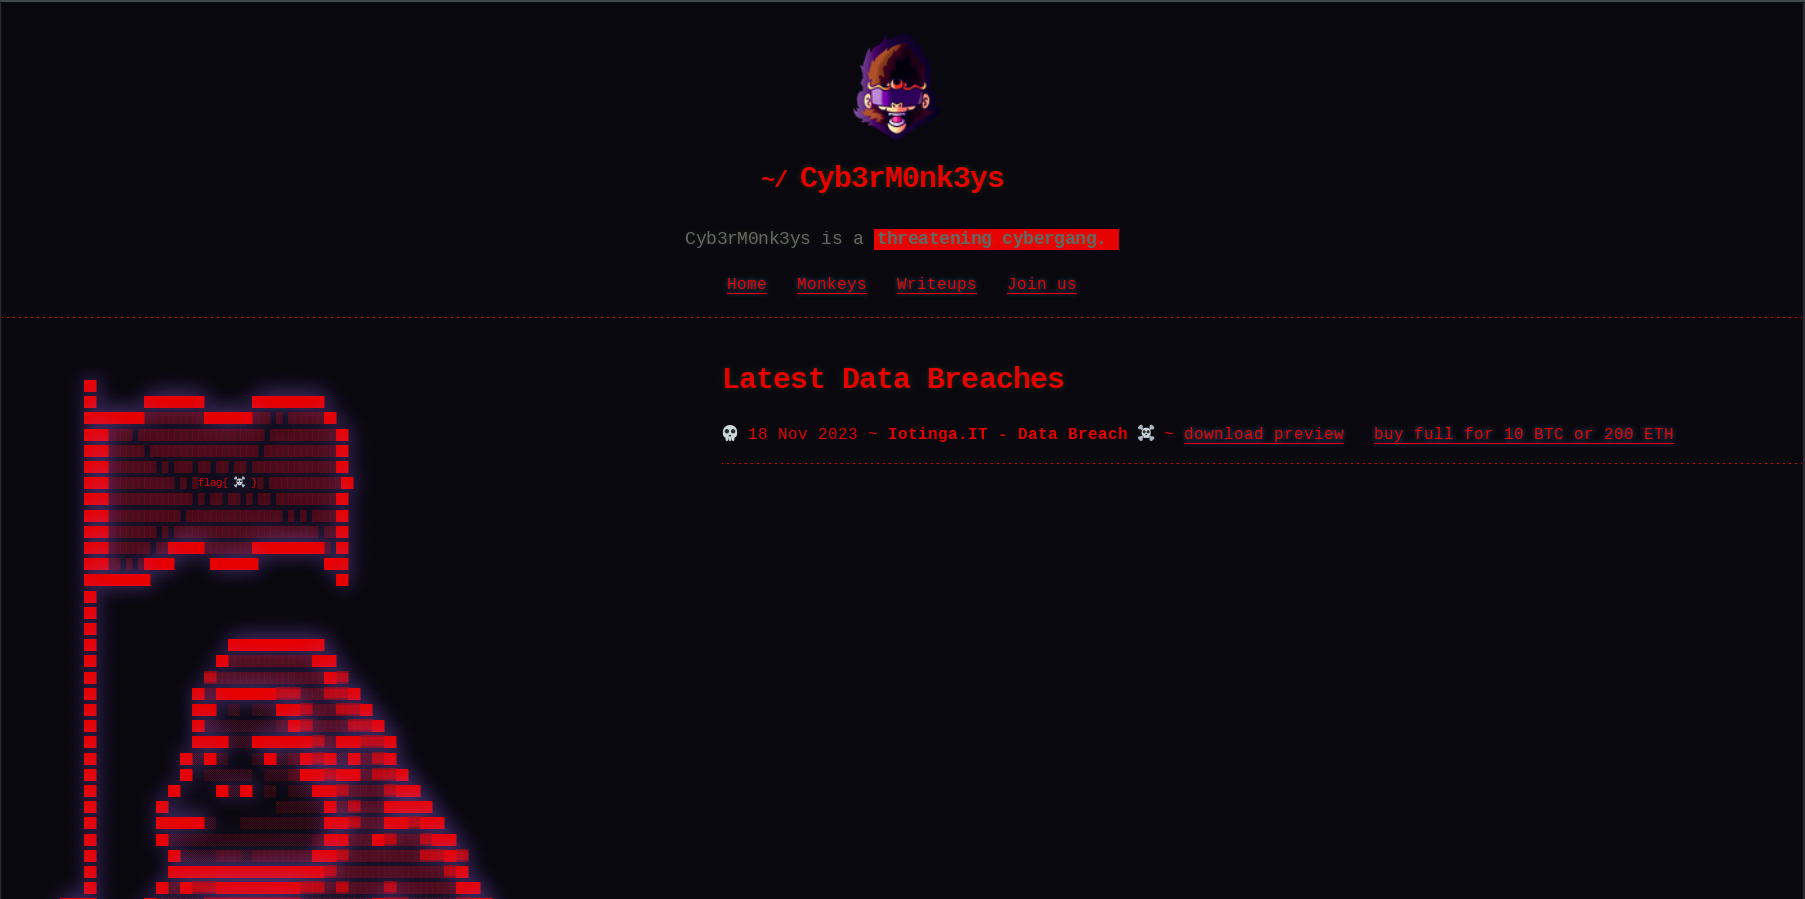 ~/ Cyb3rM0nk3ys
Cyb3rM0nk3ys is a threatening cybergang.
Home Monkeys Writeups Join us
Latest Data Breaches
💀 18 Nov 2023 ~ Iotinga.IT - Data Breach ☠ ~ download preview buy full for 10 BTC or 200 ETH
flag{ ☠ }